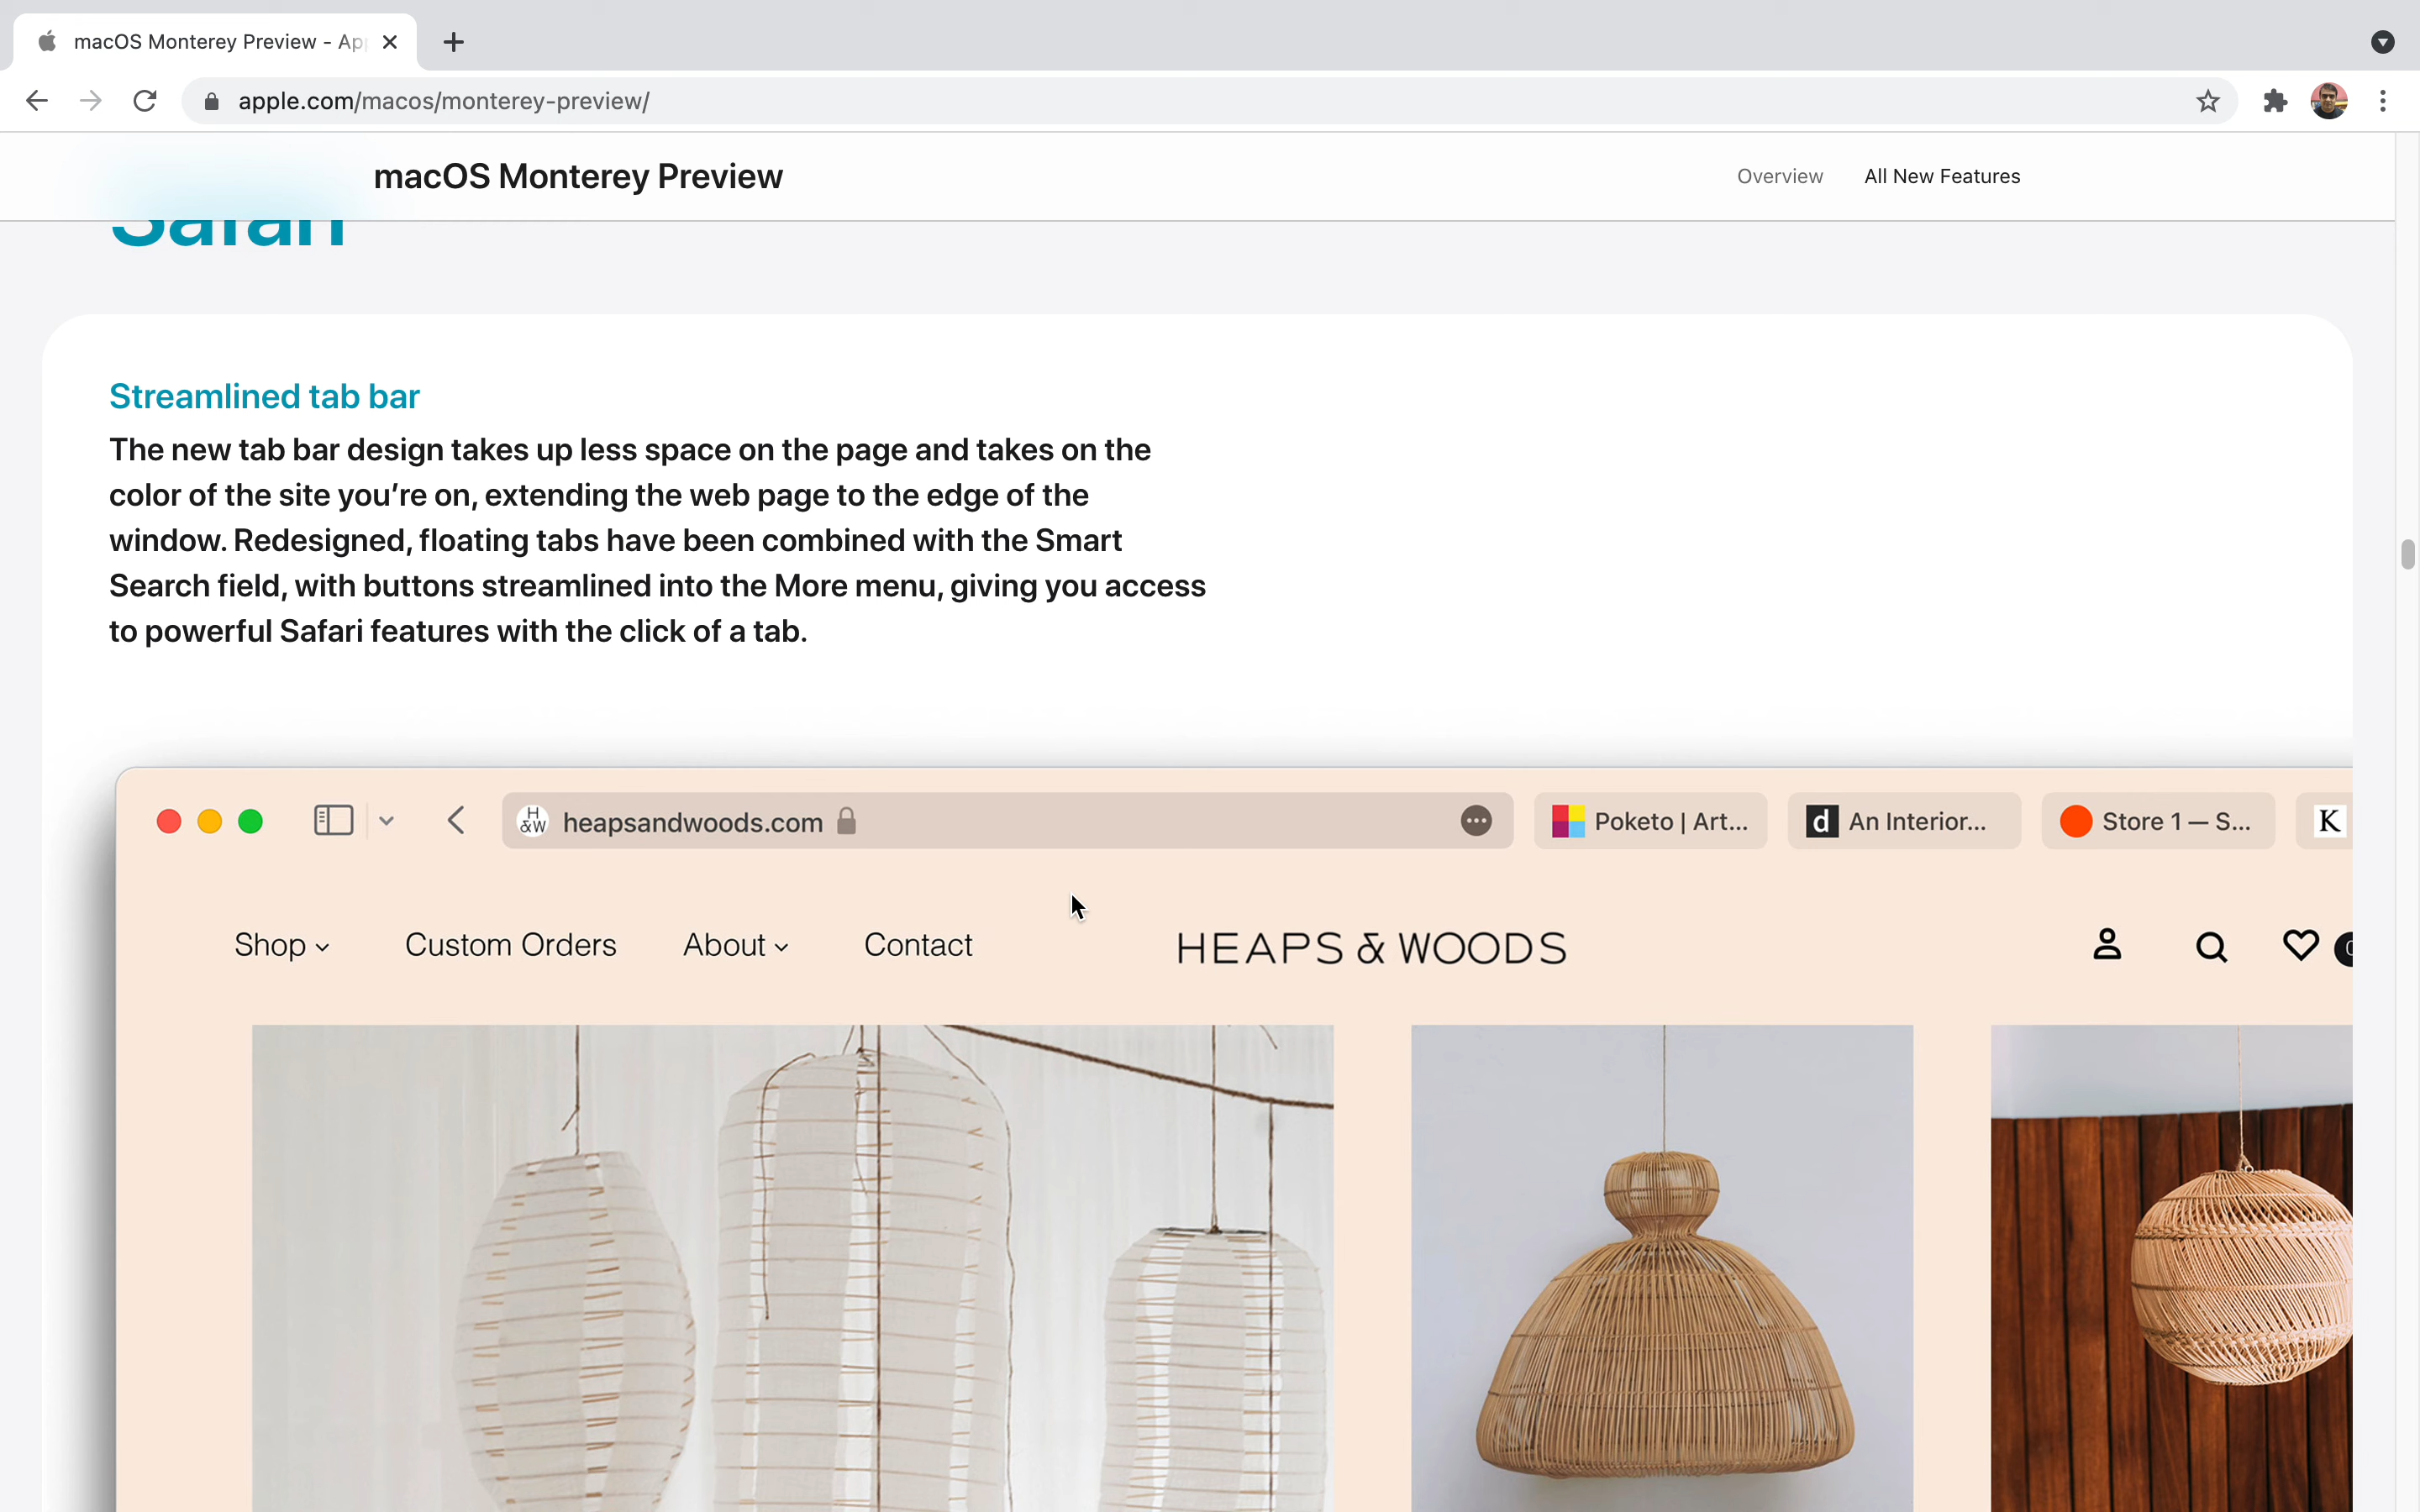 macOS Monterey Preview - Ap
apple.com/macos/monterey-preview/
macOS Monterey Preview
Overview
All New Features
Safari
Streamlined tab bar
The new tab bar design takes up less space on the page and takes on the
color of the site you’re on, extending the web page to the edge of the
window. Redesigned, floating tabs have been combined with the Smart
Search field, with buttons streamlined into the More menu, giving you access
to powerful Safari features with the click of a tab.
H
&W
heapsandwoods.com
Poketo | Art...
d
An Interior...
Store 1 — S...
K
Shop
Custom Orders
About
Contact
HEAPS & WOODS